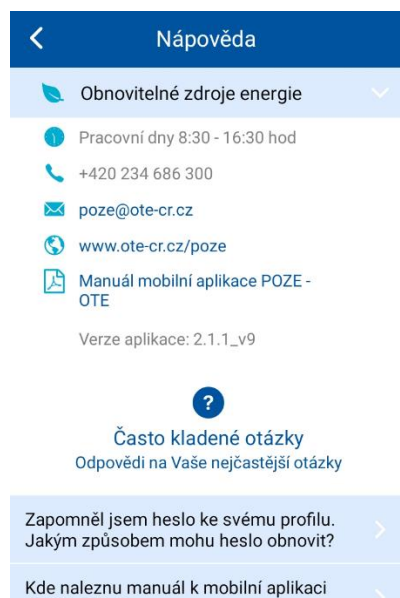 Nápověda
Obnovitelné zdroje energie
Pracovní dny 8:30 - 16:30 hod
+420 234 686 300
poze@ote-cr.cz
www.ote-cr.cz/poze
Manuál mobilní aplikace POZE -
OTE
Verze aplikace: 2.1.1_v9
?
Často kladené otázky
Odpovědi na Vaše nejčastější otázky
Zapomněl jsem heslo ke svému profilu.
Jakým způsobem mohu heslo obnovit?
Kde naleznu manuál k mobilní aplikaci